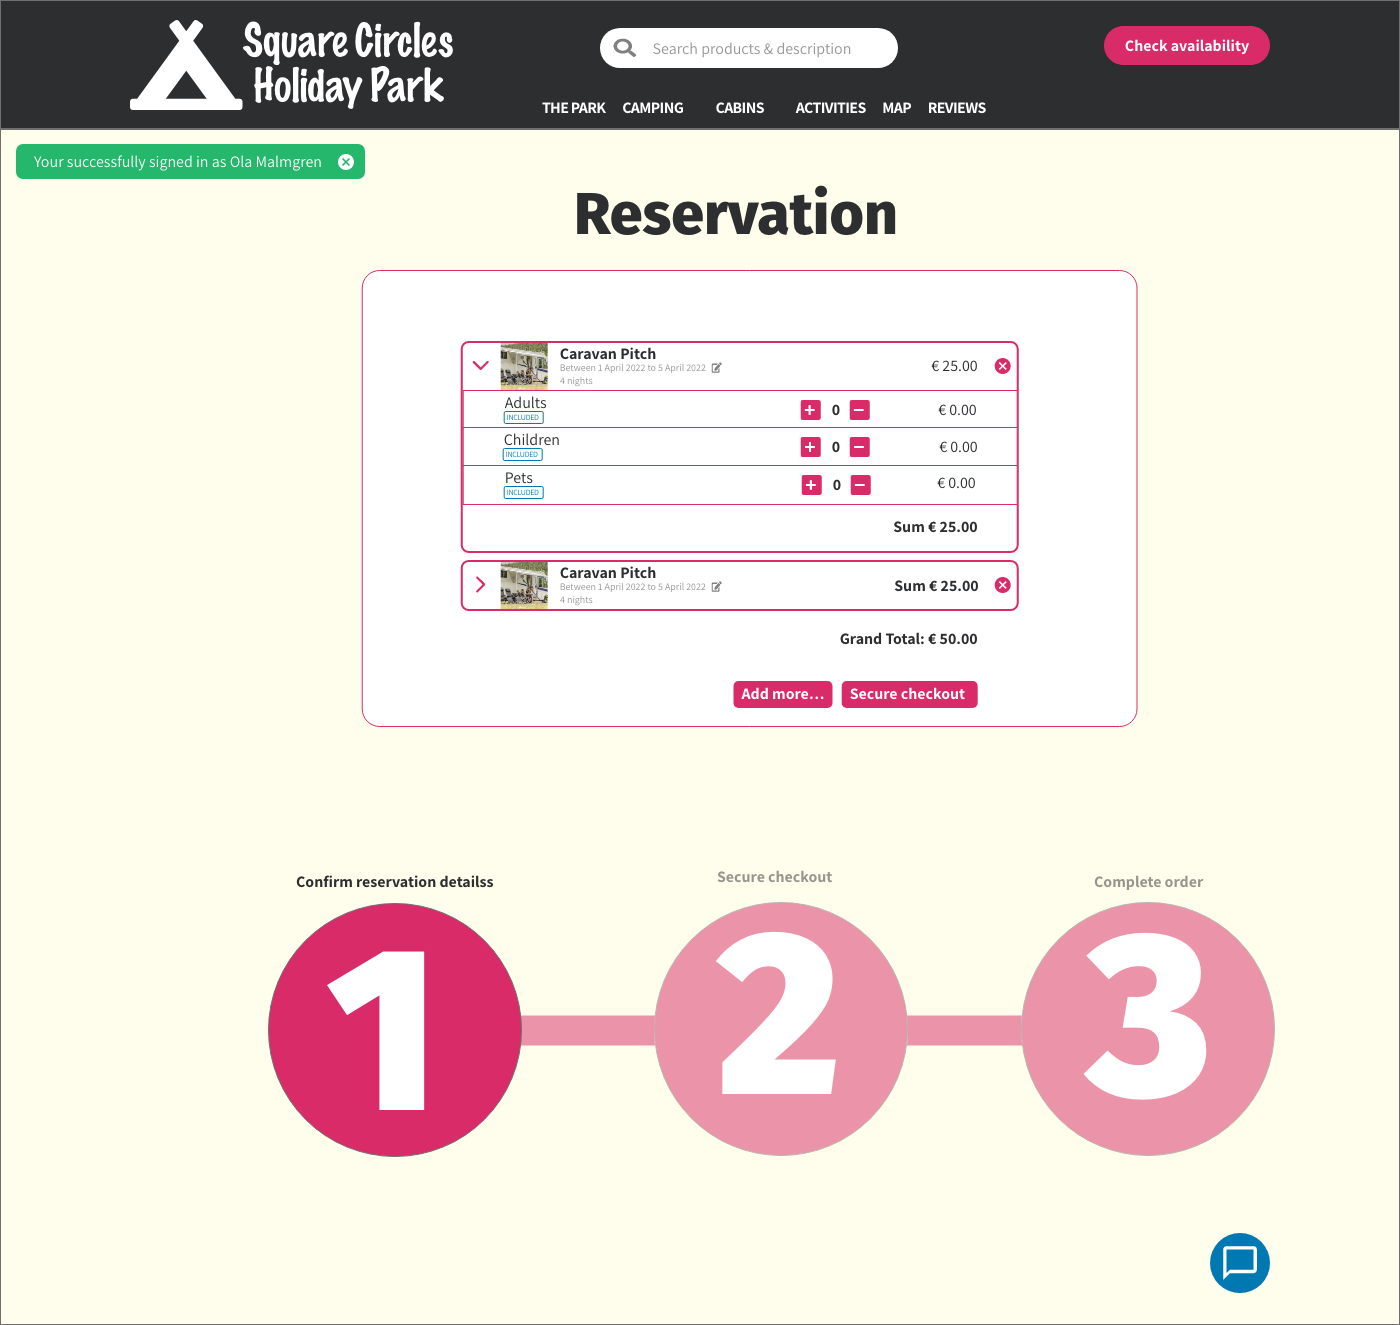 Square Circles
Holiday Park
Search products & description
Check availability
THE PARK CAMPING CABINS ACTIVITIES MAP REVIEWS
Your successfully signed in as Ola Malmgren
Reservation
Caravan Pitch
Between 1 April 2022 to 5 April 2022
4 nights
€ 25.00
Adults
INCLUDED
0
€ 0.00
Children
INCLUDED
0
€ 0.00
Pets
INCLUDED
0
€ 0.00
Sum € 25.00
Caravan Pitch
Between 1 April 2022 to 5 April 2022
4 nights
Sum € 25.00
Grand Total: € 50.00
Add more...
Secure checkout
Confirm reservation detailss
Secure checkout
Complete order
1
2
3